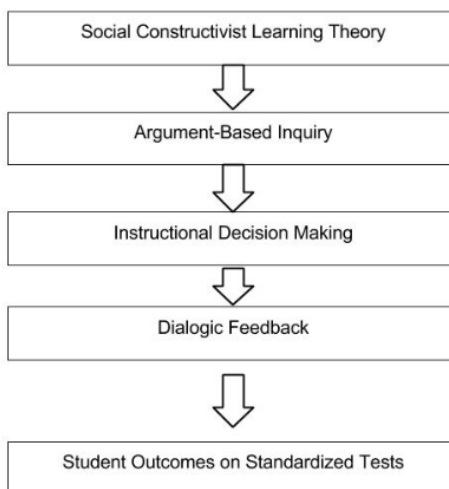 Social Constructivist Learning Theory
Argument-Based Inquiry
Instructional Decision Making
Dialogic Feedback
Student Outcomes on Standardized Tests